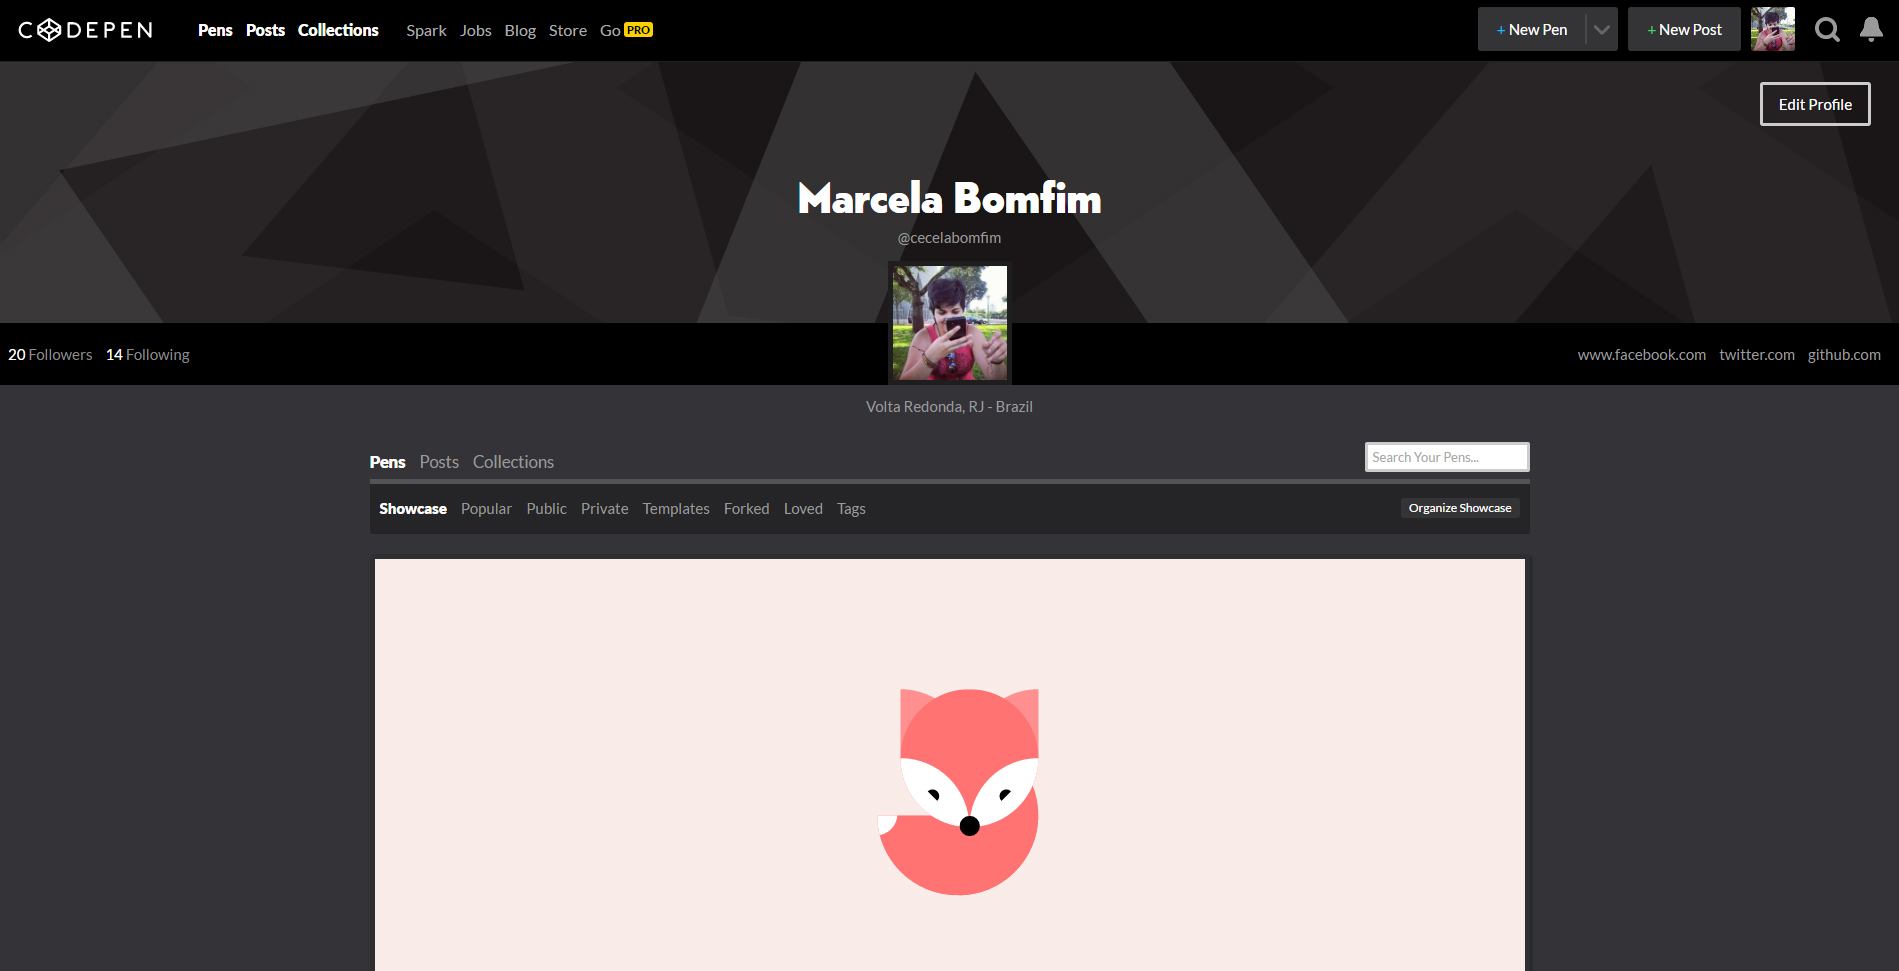 CODEPEN Pens Posts Collections Spark Jobs Blog Store Go PRO + New Pen + New Post
Edit Profile
Marcela Bomfim
@cecelabomfim
20 Followers 14 Following www.facebook.com twitter.com github.com
Volta Redonda, RJ - Brazil
Pens Posts Collections Search Your Pens...
Showcase Popular Public Private Templates Forked Loved Tags Organize Showcase